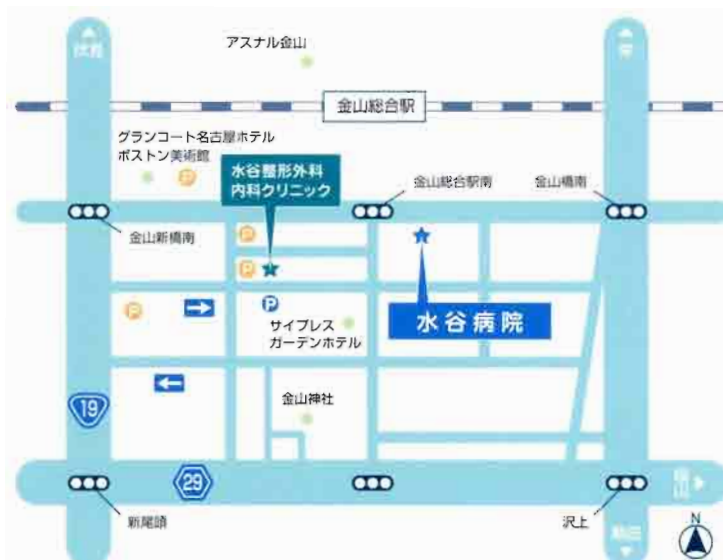 伏見
アスナル金山
栄
金山総合駅
グランコート名古屋ホテル
ボストン美術館
P
水谷整形外科
内科クリニック
金山総合駅南
金山橋南
金山新橋南
P
P
P
P
サイプレス
ガーデンホテル
水谷病院
金山神社
19
29
新尾頭
沢上
N